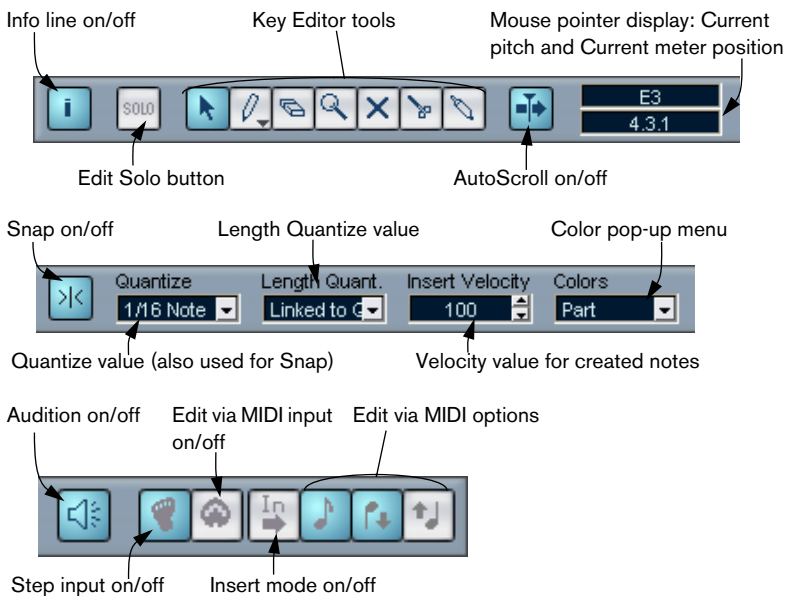 Info line on/off
Key Editor tools
Mouse pointer display: Current
pitch and Current meter position
SOLO
E3
4.3.1
Edit Solo button
AutoScroll on/off
Snap on/off
Length Quantize value
Color pop-up menu
Quantize
Length Quant.
Insert Velocity
Colors
1/16 Note
Linked to Q
100
Part
Quantize value (also used for Snap)
Velocity value for created notes
Audition on/off
Edit via MIDI input
on/off
Edit via MIDI options
In
Step input on/off
Insert mode on/off